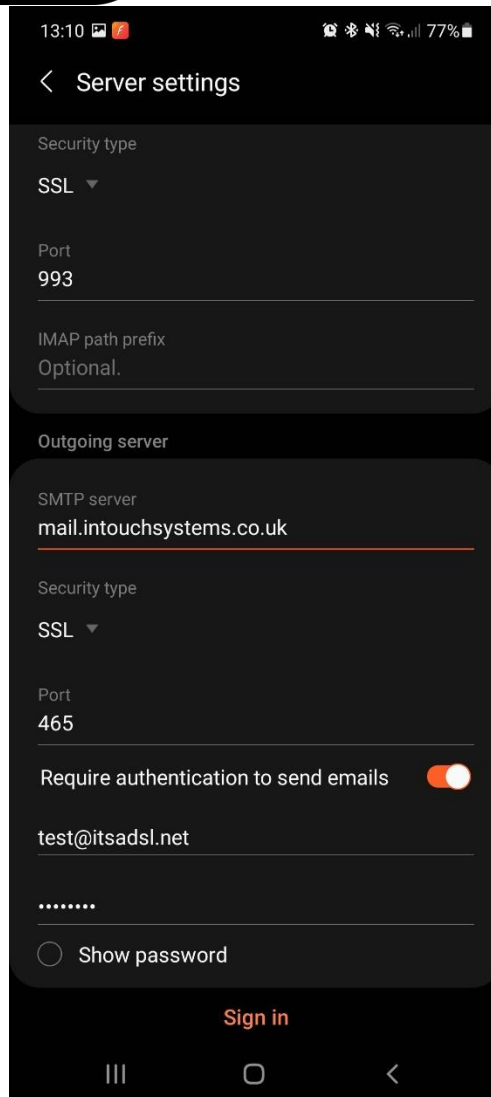 13:10 77%
Server settings
Security type
SSL
Port
993
IMAP path prefix
Optional.
Outgoing server
SMTP server
mail.intouchsystems.co.uk
Security type
SSL
Port
465
Require authentication to send emails
test@itsadsl.net
••••••••
Show password
Sign in